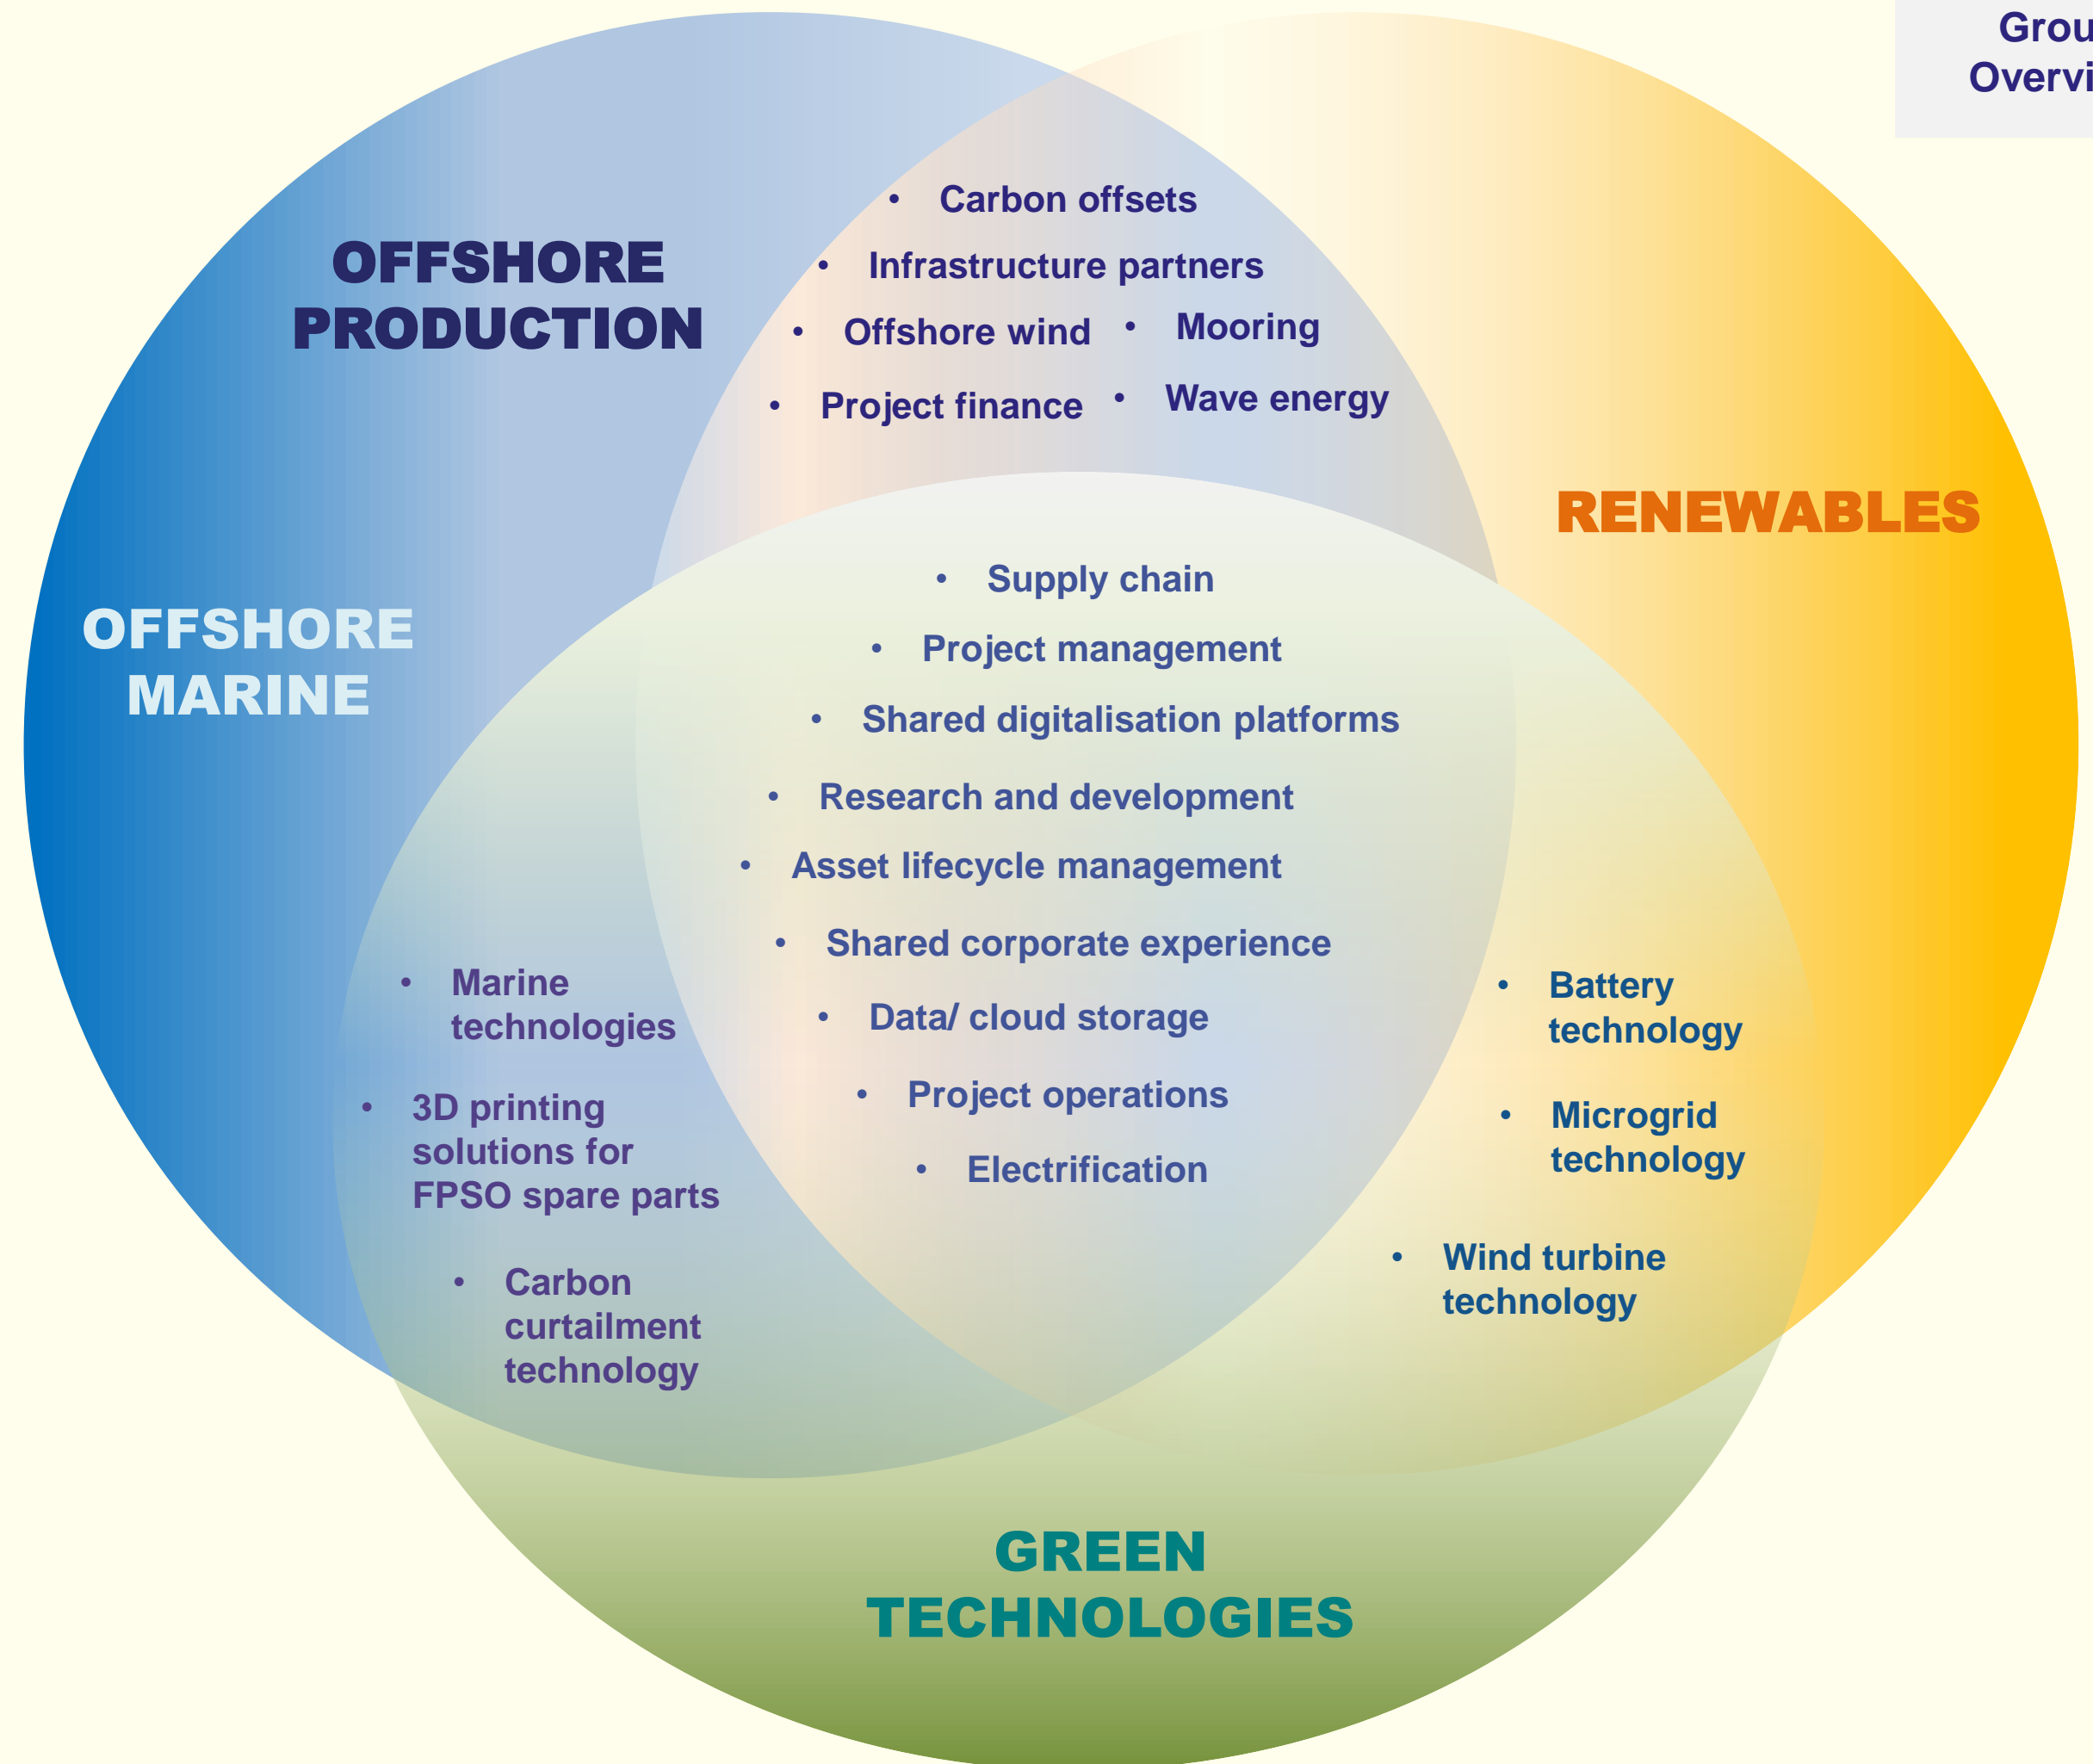 OFFSHORE
PRODUCTION
OFFSHORE
MARINE
RENEWABLES
GREEN
TECHNOLOGIES
• Carbon offsets
• Infrastructure partners
• Offshore wind
• Mooring
• Project finance
• Wave energy
• Supply chain
• Project management
• Shared digitalisation platforms
• Research and development
• Asset lifecycle management
• Shared corporate experience
• Data/ cloud storage
• Project operations
• Electrification
• Marine
technologies
• 3D printing
solutions for
FPSO spare parts
• Carbon
curtailment
technology
• Battery
technology
• Microgrid
technology
• Wind turbine
technology